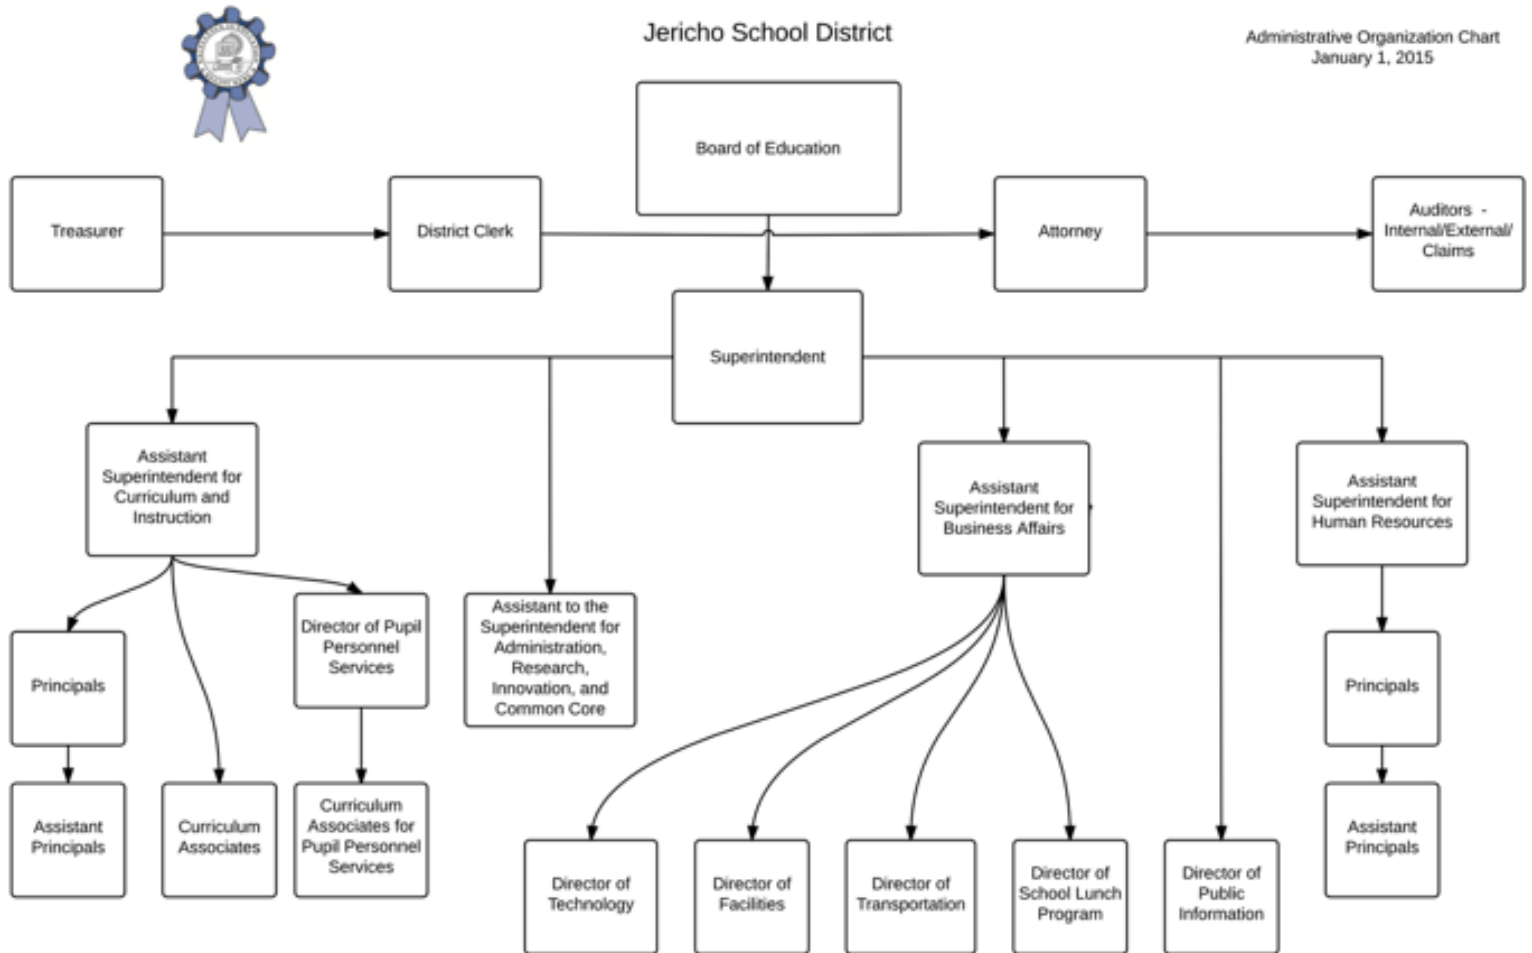 Jericho School District
Administrative Organization Chart
January 1, 2015
Board of Education
Treasurer
District Clerk
Attorney
Auditors -
Internal/External/
Claims
Superintendent
Assistant
Superintendent for
Curriculum and
Instruction
Assistant
Superintendent for
Business Affairs
Assistant
Superintendent for
Human Resources
Principals
Director of Pupil
Personnel
Services
Assistant to the
Superintendent for
Administration,
Research,
Innovation, and
Common Core
Principals
Assistant
Principals
Curriculum
Associates
Curriculum
Associates for
Pupil Personnel
Services
Assistant
Principals
Director of
Technology
Director of
Facilities
Director of
Transportation
Director of
School Lunch
Program
Director of
Public
Information